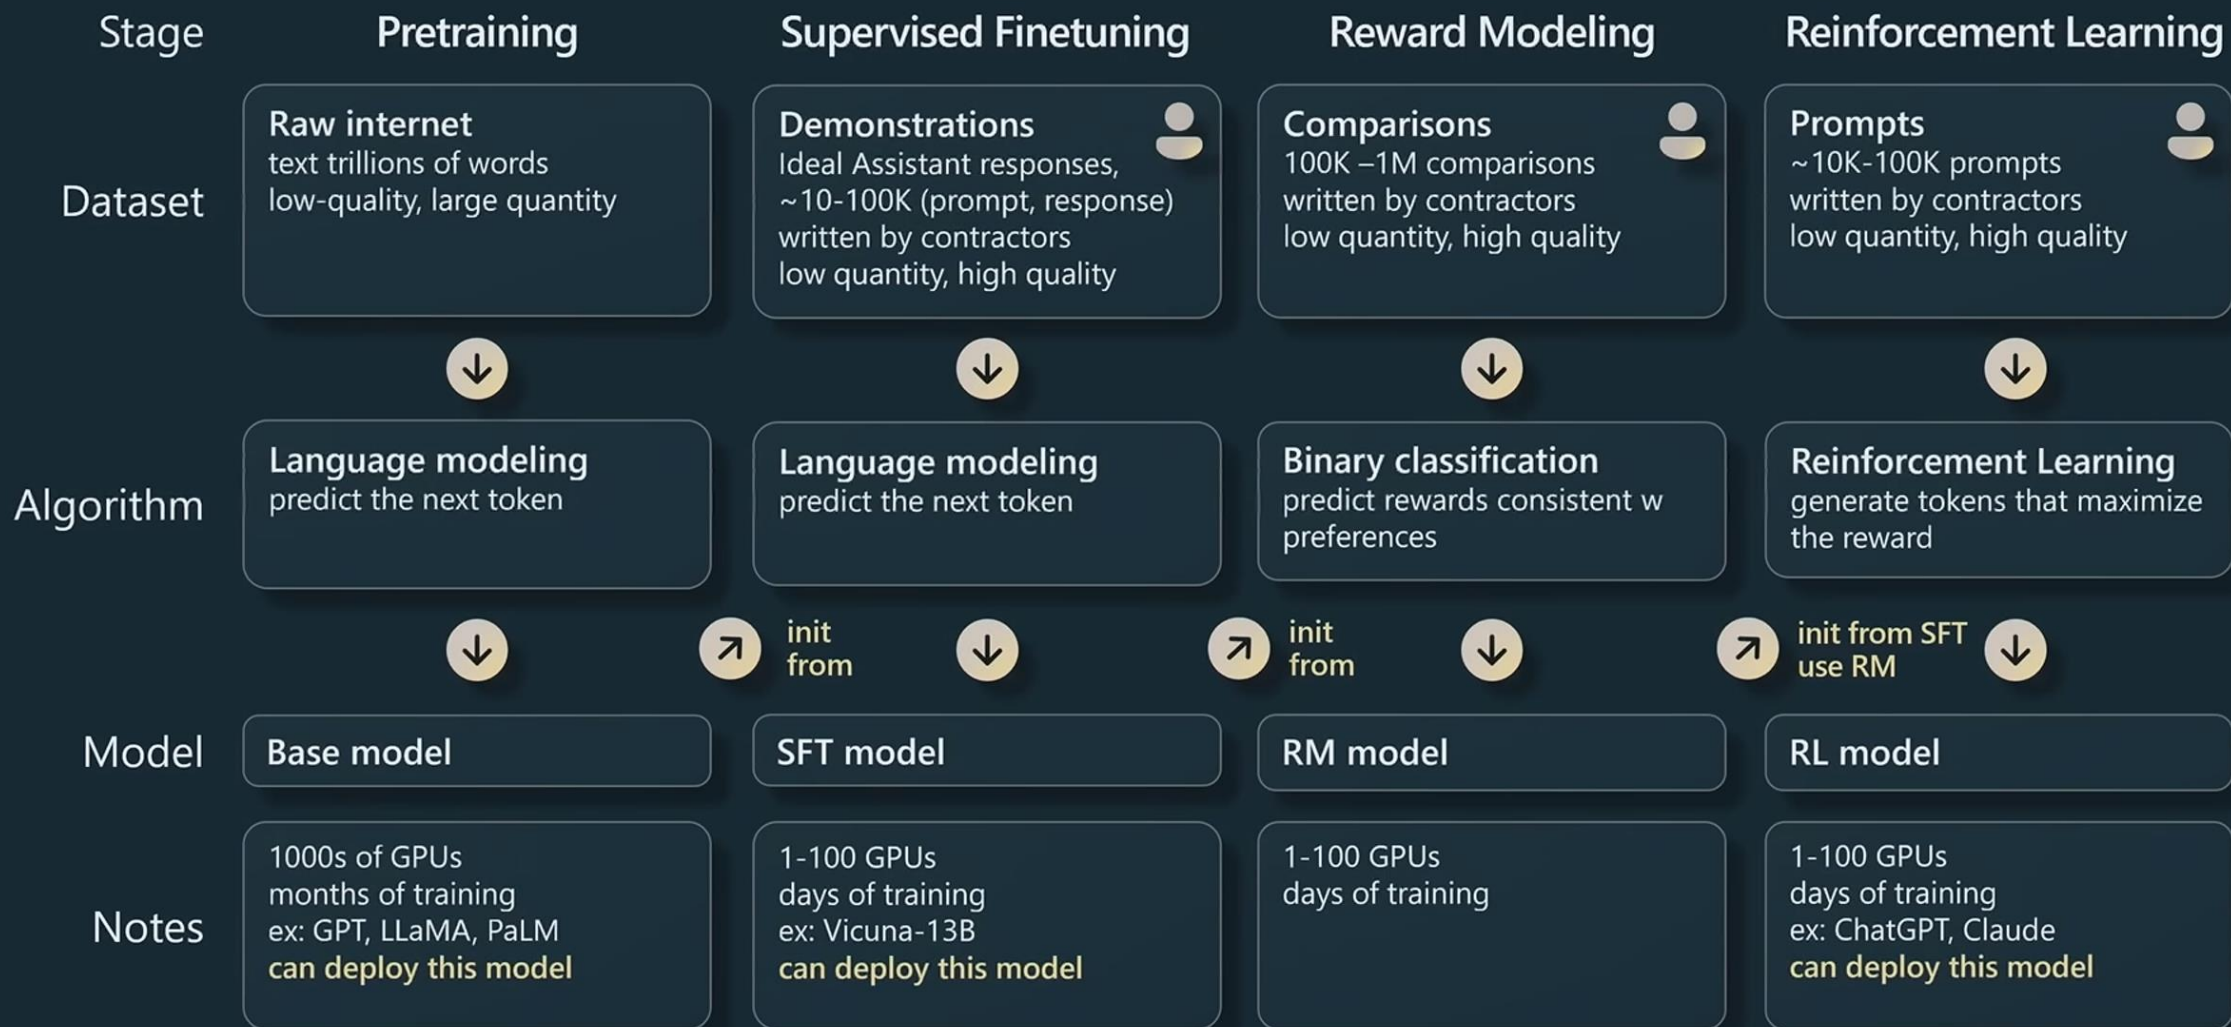 Stage
Pretraining
Supervised Finetuning
Reward Modeling
Reinforcement Learning
Dataset
Raw internet
text trillions of words
low-quality, large quantity
Demonstrations
Ideal Assistant responses,
~10-100K (prompt, response)
written by contractors
low quantity, high quality
Comparisons
100K –1M comparisons
written by contractors
low quantity, high quality
Prompts
~10K-100K prompts
written by contractors
low quantity, high quality
Algorithm
Language modeling
predict the next token
Language modeling
predict the next token
Binary classification
predict rewards consistent w
preferences
Reinforcement Learning
generate tokens that maximize
the reward
init
from
init
from
init from SFT
use RM
Model
Base model
SFT model
RM model
RL model
Notes
1000s of GPUs
months of training
ex: GPT, LLaMA, PaLM
can deploy this model
1-100 GPUs
days of training
ex: Vicuna-13B
can deploy this model
1-100 GPUs
days of training
1-100 GPUs
days of training
ex: ChatGPT, Claude
can deploy this model